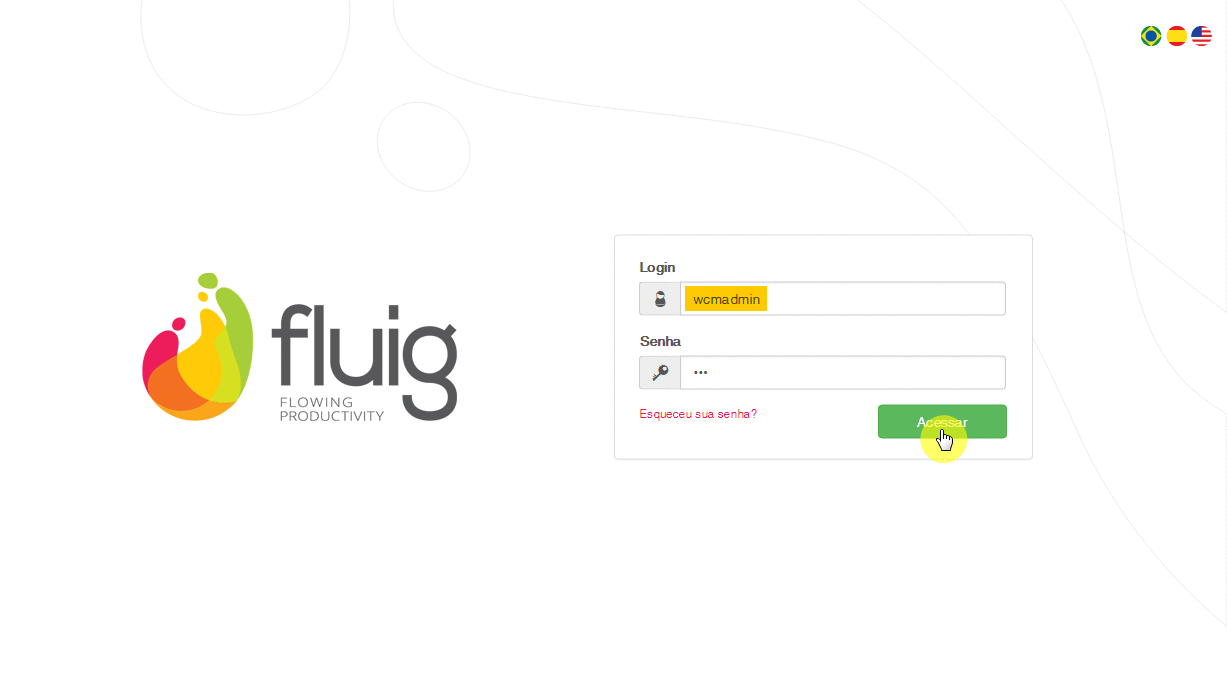 fluig
FLOWING
PRODUCTIVITY
Login
wcmadmin
Senha
•••
Esqueceu sua senha?
Acessar